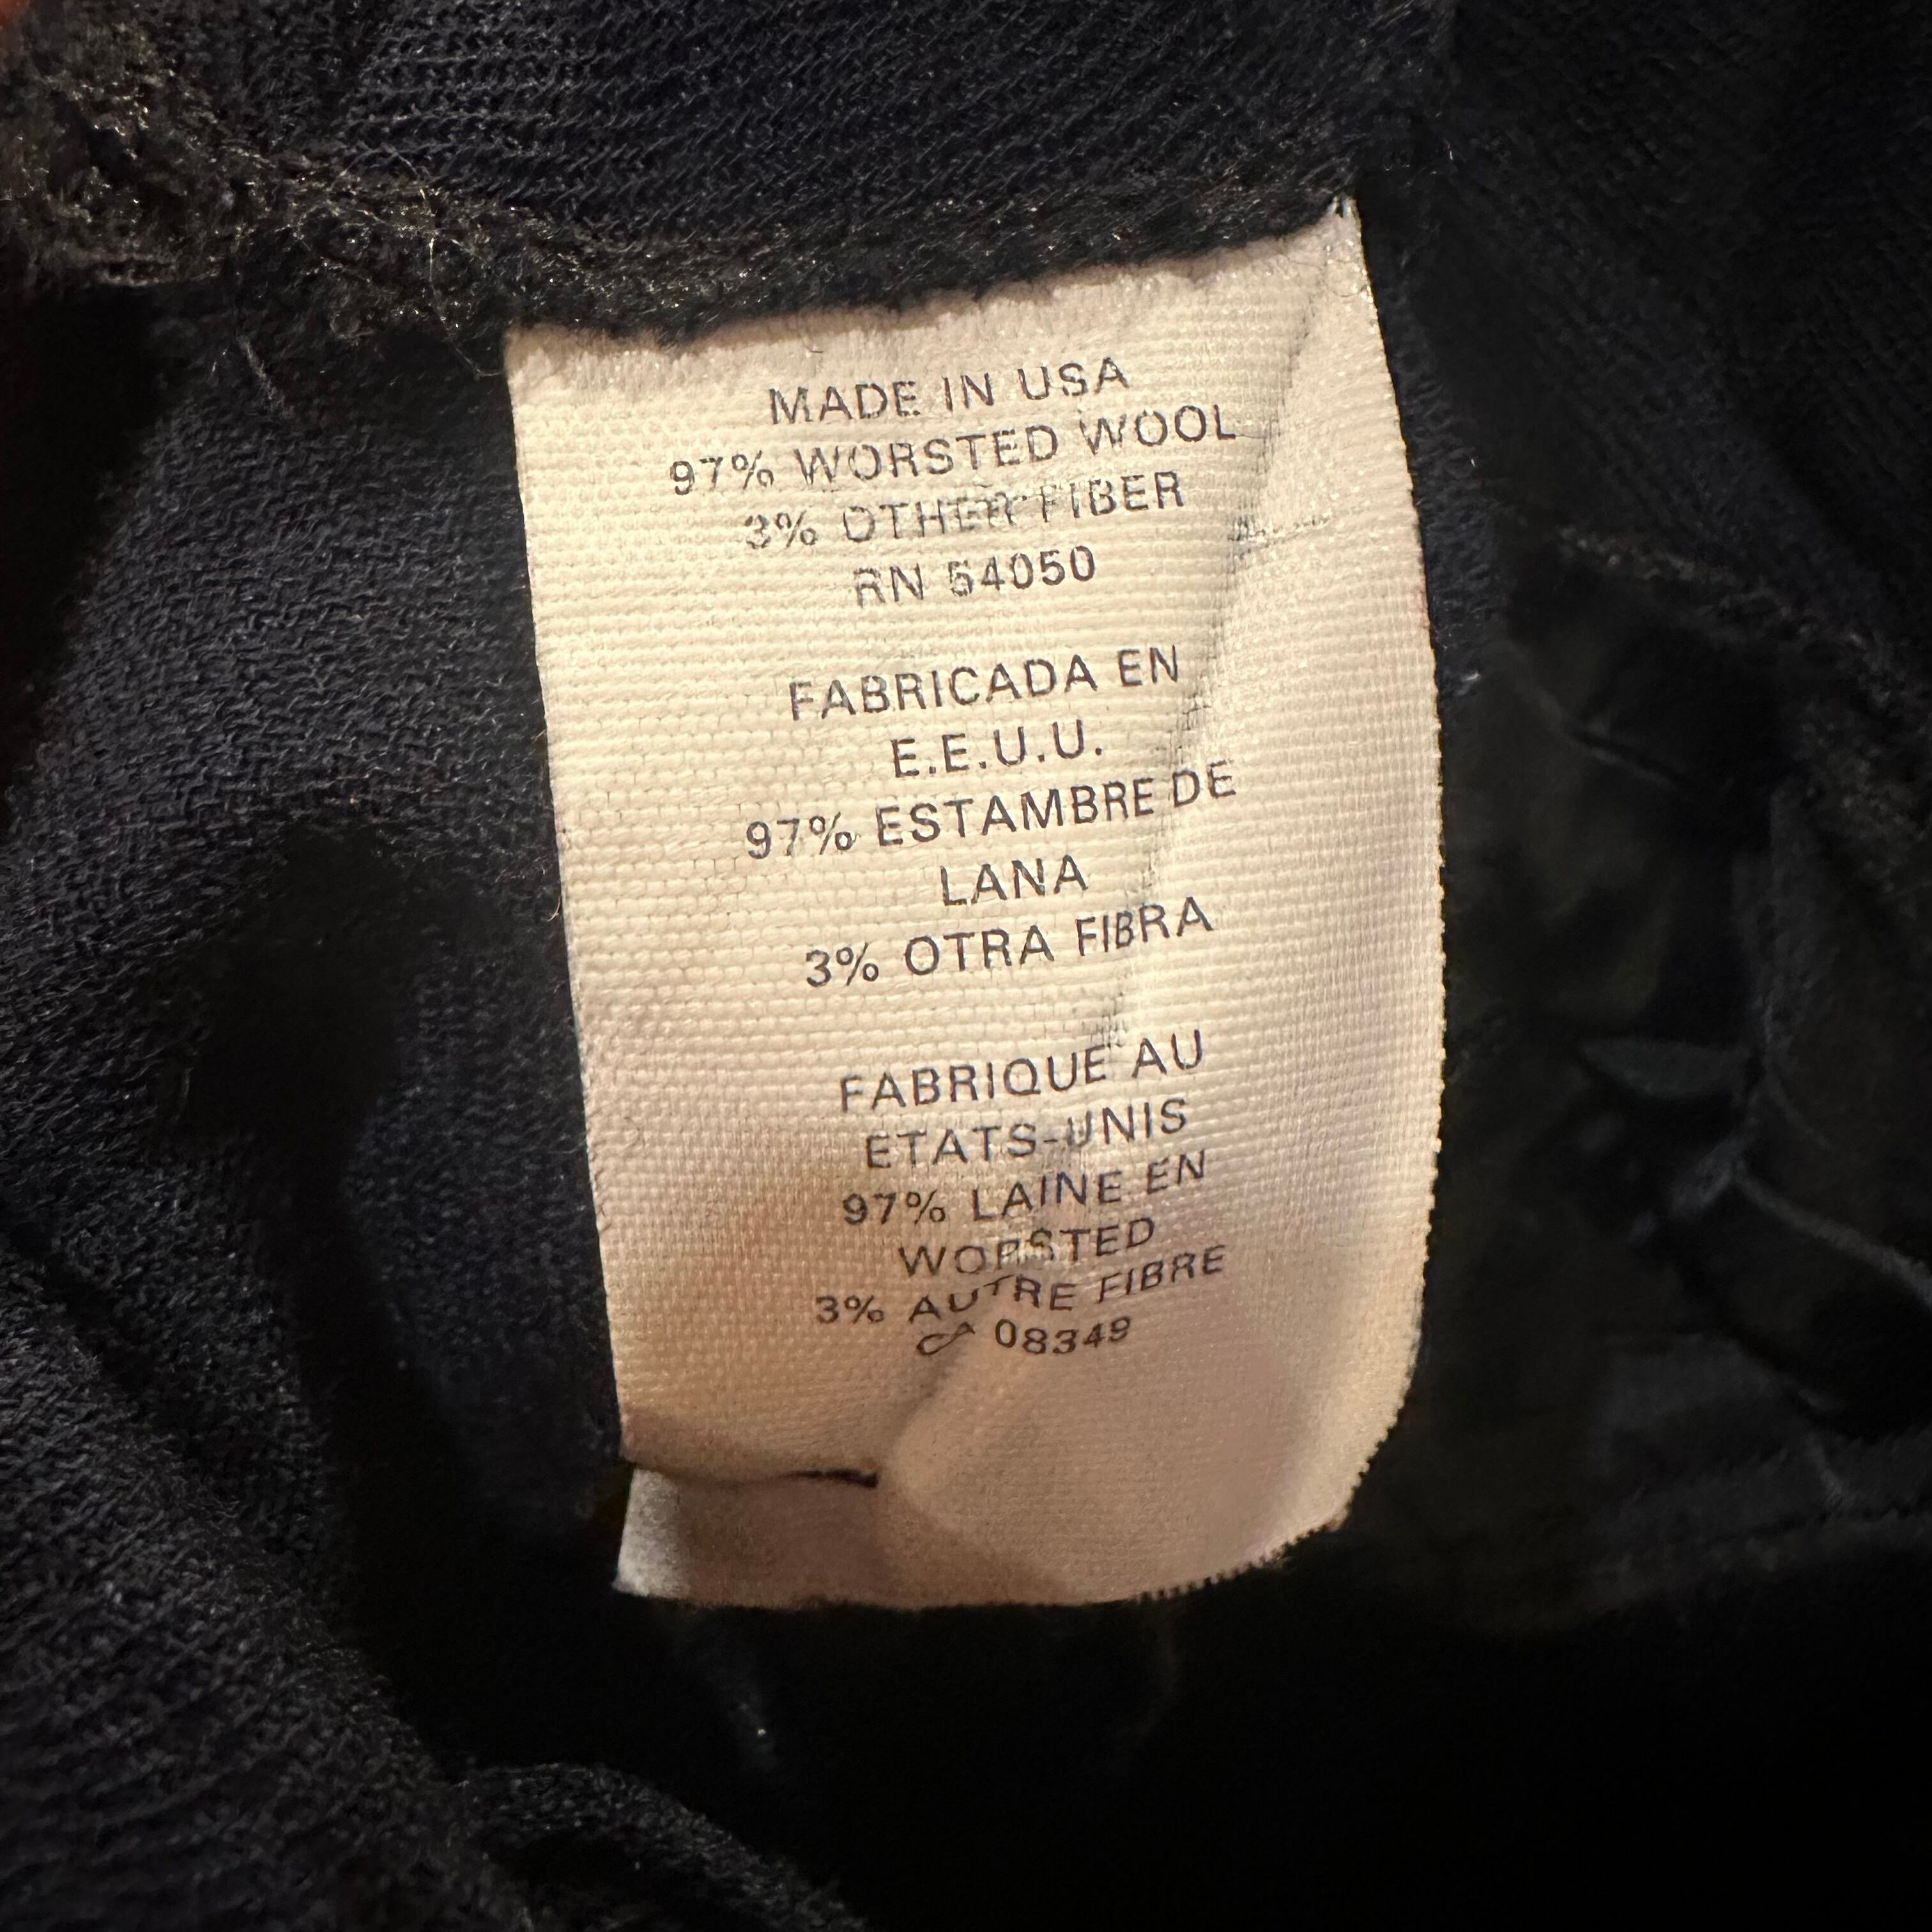 MADE IN USA
97% WORSTED WOOL
3% OTHER FIBER
RN 54050
FABRICADA EN
E.E.U.U.
97% ESTAMBRE DE
LANA
3% OTRA FIBRA
FABRIQUE AU
ETATS-UNIS
97% LAINE EN
WORSTED
3% AUTRE FIBRE
CA 08349